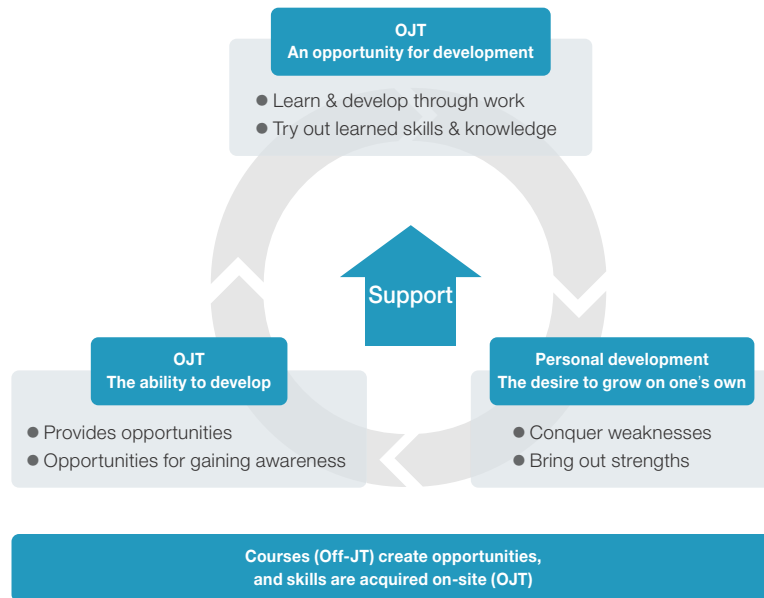 OJT
An opportunity for development
● Learn & develop through work
● Try out learned skills & knowledge
Support
OJT
The ability to develop
● Provides opportunities
● Opportunities for gaining awareness
Personal development
The desire to grow on one's own
● Conquer weaknesses
● Bring out strengths
Courses (Off-JT) create opportunities,
and skills are acquired on-site (OJT)